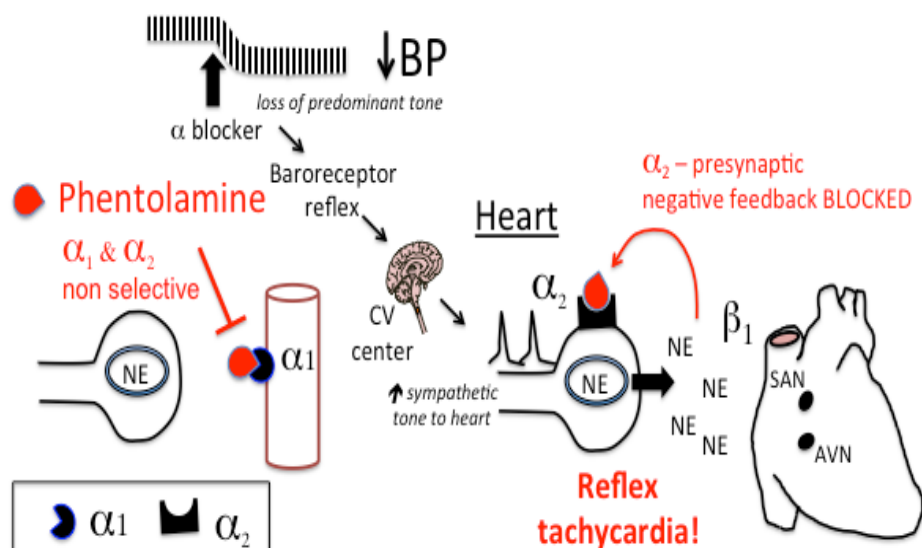 ↓BP
loss of predominant tone
α blocker
Baroreceptor
reflex
Phentolamine
α₁ & α₂
non selective
NE
α1
CV
center
↑ sympathetic
tone to heart
Heart
α₂
NE
α₂ – presynaptic
negative feedback BLOCKED
NE
NE
NE
NE
β₁
SAN
AVN
Reflex
tachycardia!
α1
α₂